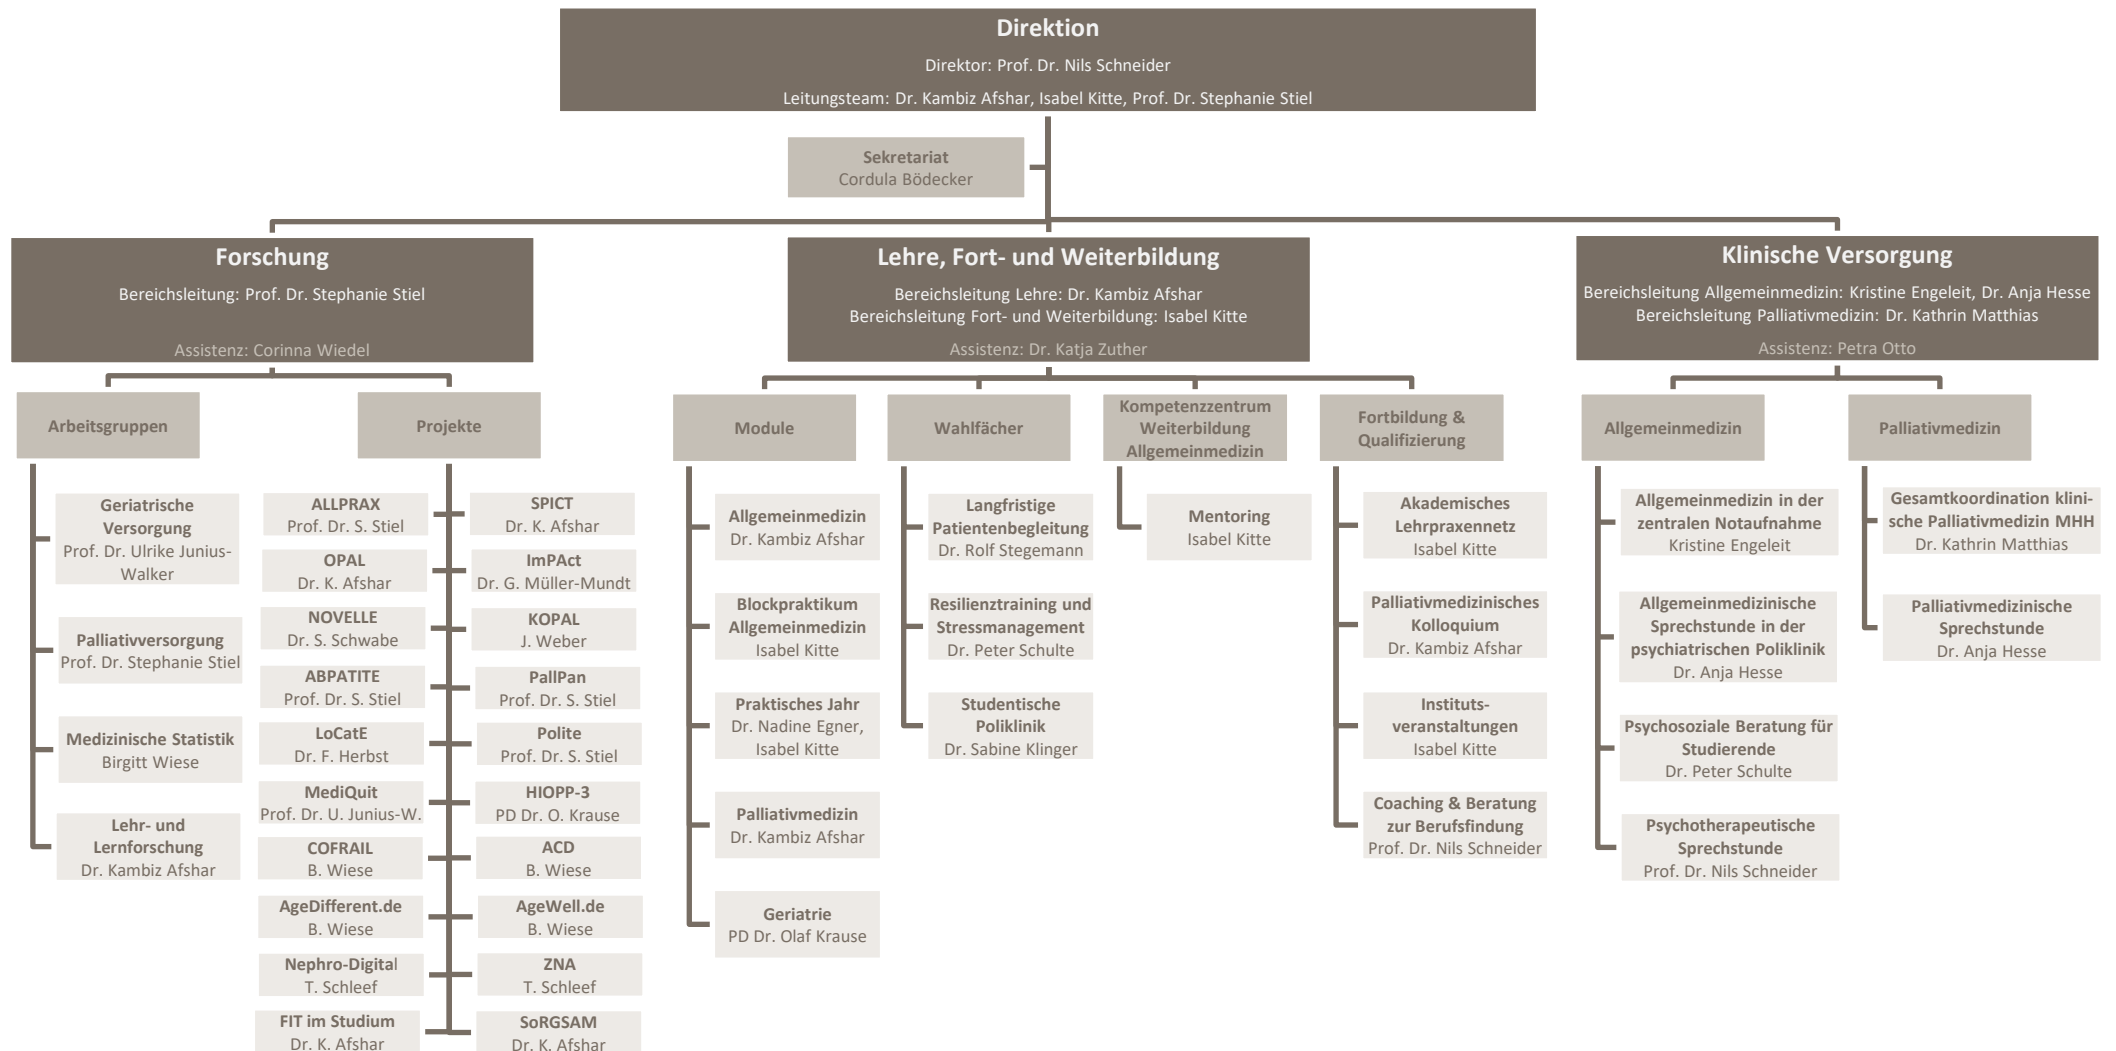 Direktion
Direktor: Prof. Dr. Nils Schneider
Leitungsteam: Dr. Kambiz Afshar, Isabel Kitte, Prof. Dr. Stephanie Stiel
Sekretariat
Cordula Bödecker
Forschung
Bereichsleitung: Prof. Dr. Stephanie Stiel
Assistenz: Corinna Wiedel
Arbeitsgruppen
Geriatrische
Versorgung
Prof. Dr. Ulrike Junius-
Walker
Palliativversorgung
Prof. Dr. Stephanie Stiel
Medizinische Statistik
Birgitt Wiese
Lehr- und
Lernforschung
Dr. Kambiz Afshar
Projekte
ALLPRAX
Prof. Dr. S. Stiel
SPICT
Dr. K. Afshar
OPAL
Dr. K. Afshar
ImPAct
Dr. G. Müller-Mundt
NOVELLE
Dr. S. Schwabe
KOPAL
J. Weber
ABPATITE
Prof. Dr. S. Stiel
PallPan
Prof. Dr. S. Stiel
LoCatE
Dr. F. Herbst
Polite
Prof. Dr. S. Stiel
MediQuit
Prof. Dr. U. Junius-W.
HIOPP-3
PD Dr. O. Krause
COFRAIL
B. Wiese
ACD
B. Wiese
AgeDifferent.de
B. Wiese
AgeWell.de
B. Wiese
Nephro-Digital
T. Schleef
ZNA
T. Schleef
FIT im Studium
Dr. K. Afshar
SoRGSAM
Dr. K. Afshar
Lehre, Fort- und Weiterbildung
Bereichsleitung Lehre: Dr. Kambiz Afshar
Bereichsleitung Fort- und Weiterbildung: Isabel Kitte
Assistenz: Dr. Katja Zuther
Module
Allgemeinmedizin
Dr. Kambiz Afshar
Blockpraktikum
Allgemeinmedizin
Isabel Kitte
Praktisches Jahr
Dr. Nadine Egner,
Isabel Kitte
Palliativmedizin
Dr. Kambiz Afshar
Geriatrie
PD Dr. Olaf Krause
Wahlfächer
Langfristige
Patientenbegleitung
Dr. Rolf Stegemann
Resilienztraining und
Stressmanagement
Dr. Peter Schulte
Studentische
Poliklinik
Dr. Sabine Klinger
Kompetenzzentrum
Weiterbildung
Allgemeinmedizin
Mentoring
Isabel Kitte
Fortbildung &
Qualifizierung
Akademisches
Lehrpraxennetz
Isabel Kitte
Palliativmedizinisches
Kolloquium
Dr. Kambiz Afshar
Instituts-
veranstaltungen
Isabel Kitte
Coaching & Beratung
zur Berufsfindung
Prof. Dr. Nils Schneider
Klinische Versorgung
Bereichsleitung Allgemeinmedizin: Kristine Engeleit, Dr. Anja Hesse
Bereichsleitung Palliativmedizin: Dr. Kathrin Matthias
Assistenz: Petra Otto
Allgemeinmedizin
Allgemeinmedizin in der
zentralen Notaufnahme
Kristine Engeleit
Allgemeinmedizinische
Sprechstunde in der
psychiatrischen Poliklinik
Dr. Anja Hesse
Psychosoziale Beratung für
Studierende
Dr. Peter Schulte
Psychotherapeutische
Sprechstunde
Prof. Dr. Nils Schneider
Palliativmedizin
Gesamtkoordination klini-
sche Palliativmedizin MHH
Dr. Kathrin Matthias
Palliativmedizinische
Sprechstunde
Dr. Anja Hesse